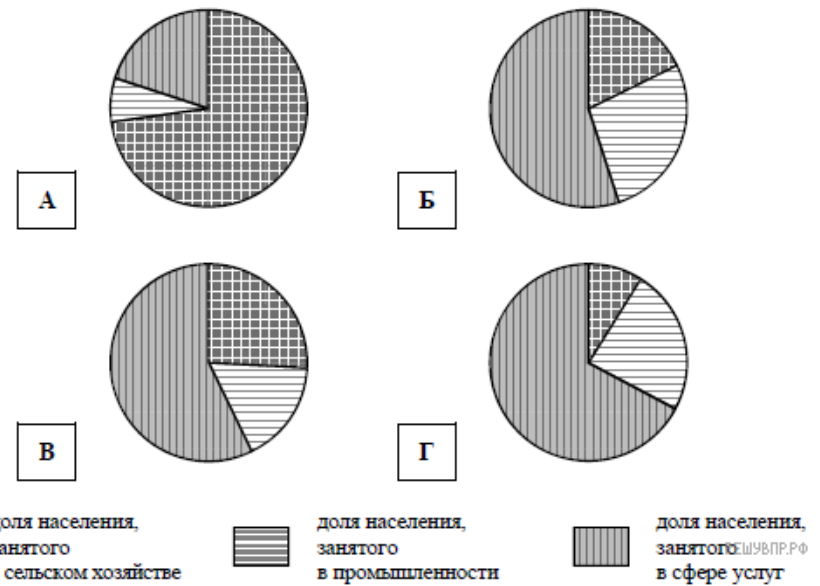 А
Б
В
Г
доля населения,
занятого
сельском хозяйстве
доля населения,
занятого
в промышленности
доля населения,
занятого
в сфере услуг
РЕШУВПР.РФ